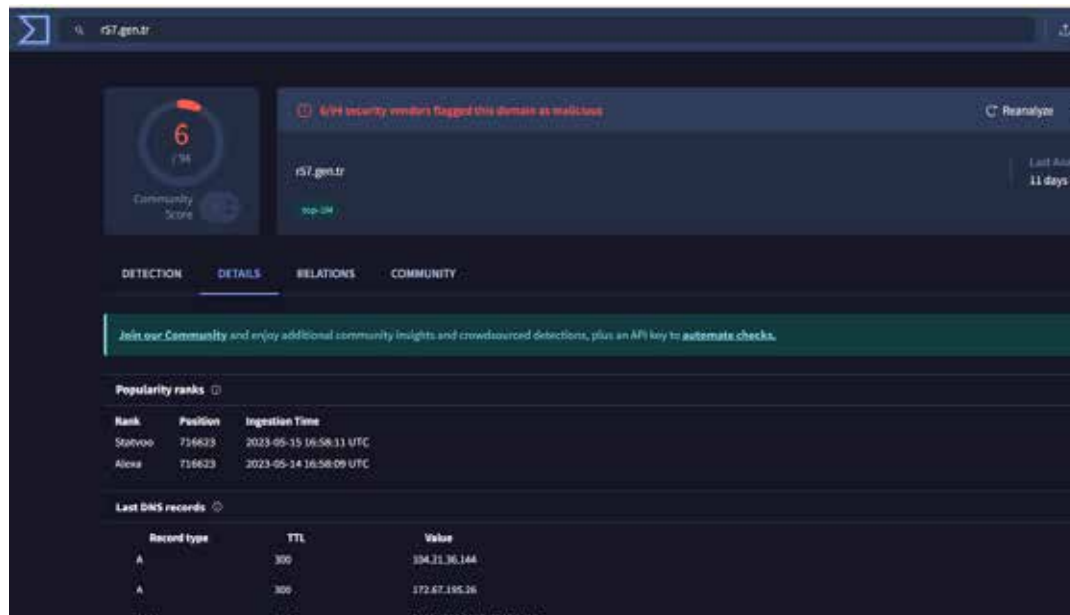 r57.gen.tr
6
/ 94
Community
Score
6/94 security vendors flagged this domain as malicious
Reanalyze
r57.gen.tr
Last
11 days
top-1M
DETECTION DETAILS RELATIONS COMMUNITY
Join our Community and enjoy additional community insights and crowdsourced detections, plus an API key to automate checks.
Popularity ranks
Rank Position Ingestion Time
Statvoo 716623 2023-05-15 16:58:11 UTC
Alexa 716623 2023-05-14 16:58:09 UTC
Last DNS records
Record type TTL Value
A 300 104.21.36.144
A 300 172.67.195.26